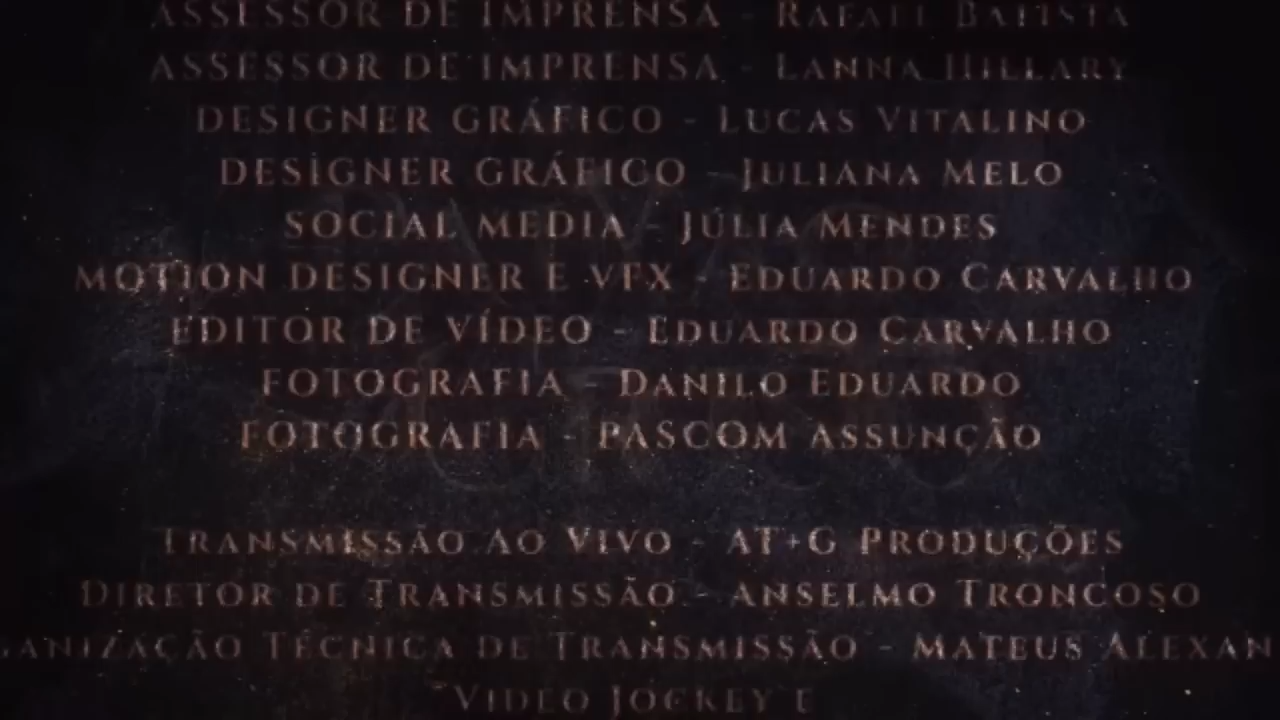 ASSESSOR DE IMPRENSA - RAFAEL BATISTA
ASSESSOR DE IMPRENSA - LANNA HILLARY
DESIGNER GRÁFICO - LUCAS VITALINO
DESIGNER GRÁFICO - JULIANA MELO
SOCIAL MEDIA - JÚLIA MENDES
MOTION DESIGNER E VFX - EDUARDO CARVALHO
EDITOR DE VÍDEO - EDUARDO CARVALHO
FOTOGRAFIA - DANILO EDUARDO
FOTOGRAFIA - PASCOM ASSUNÇÃO
TRANSMISSÃO AO VIVO - AT+G PRODUÇÕES
DIRETOR DE TRANSMISSÃO - ANSELMO TRONCOSO
ANIZAÇÃO TÉCNICA DE TRANSMISSÃO - MATEUS ALEXAN
VIDEO JOCKEY E